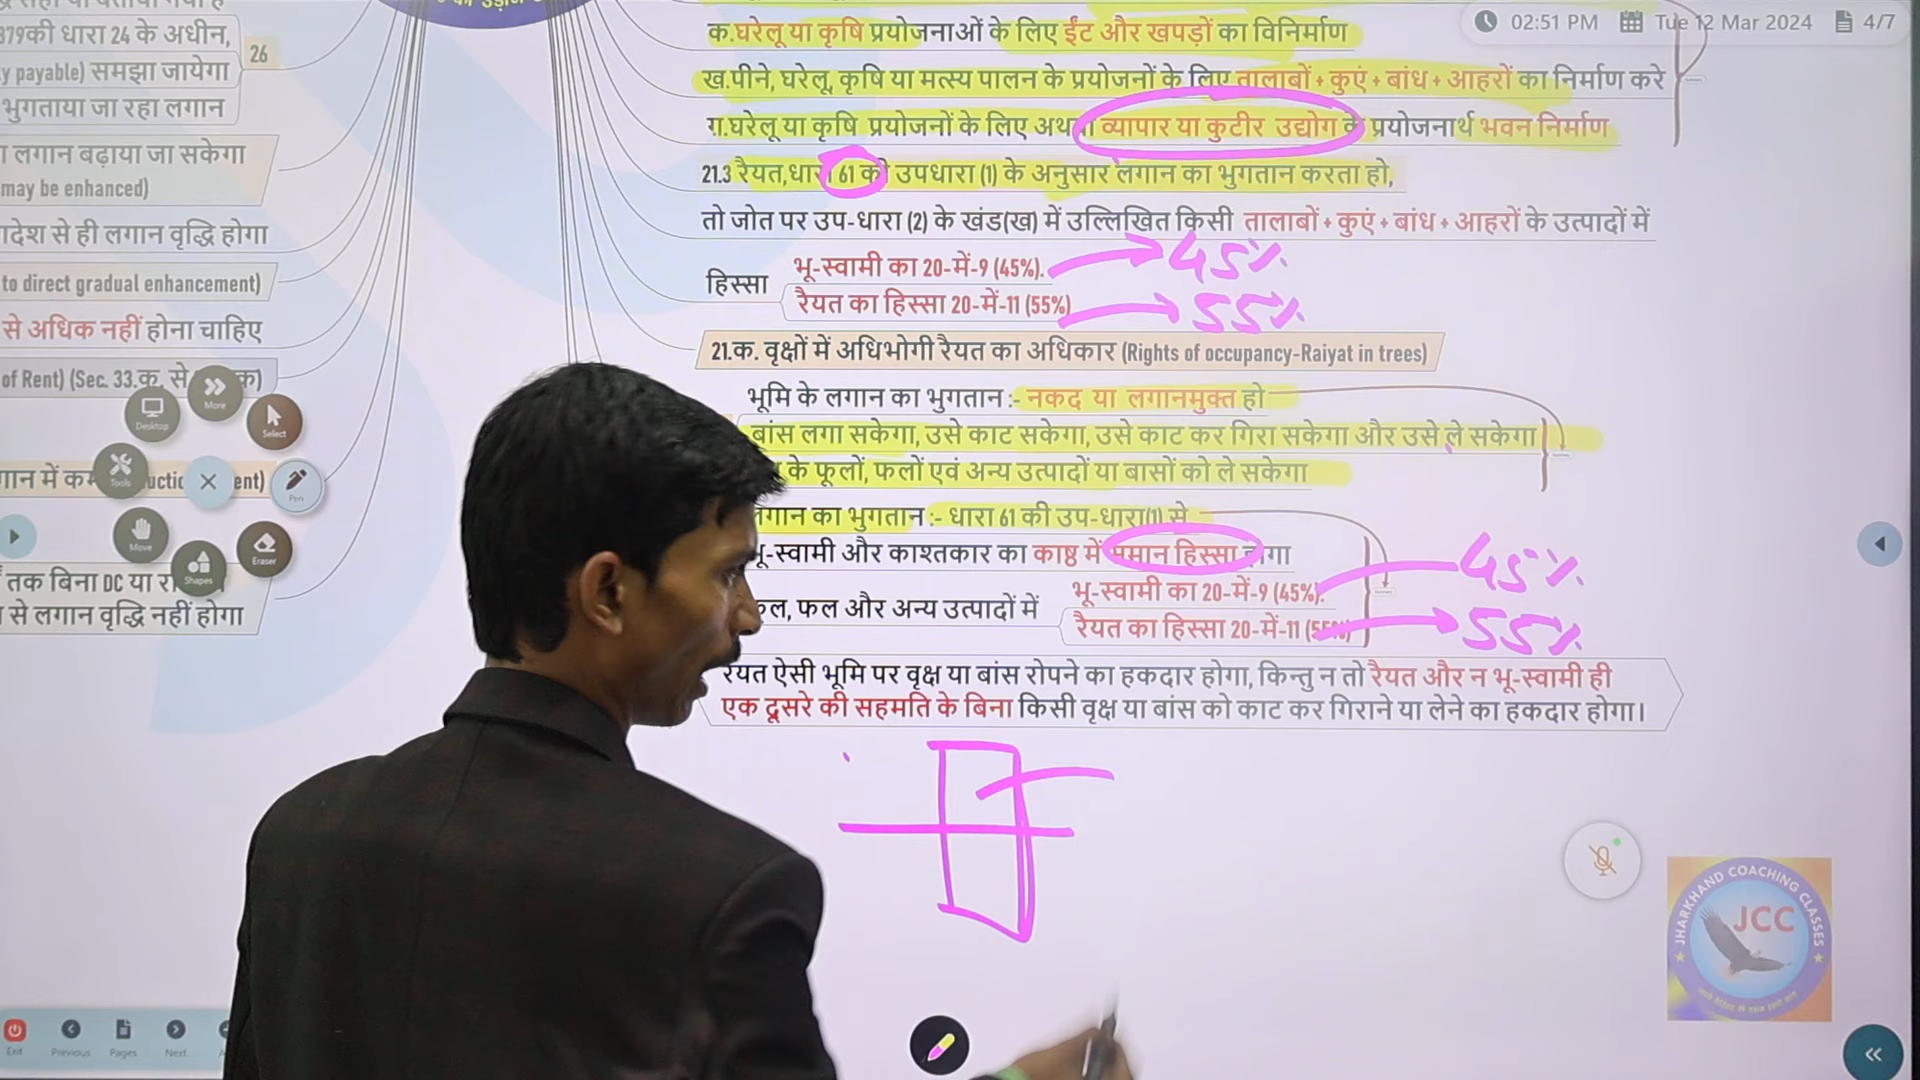 879की धारा 24 के अधीन,
y payable) समझा जायेगा
भुगताया जा रहा लगान
26
लगान बढ़ाया जा सकेगा
may be enhanced)
से ही लगान वृद्धि होगा
to direct gradual enhancement)
से अधिक नहीं होना चाहिए
of Rent) (Sec. 33.क. से
ent)
तक बिना DC या
से लगान वृद्धि नहीं होगा
More
Desktop
Select
Tools
Pen
Move
Shapes
Eraser
02:51 PM
Tue 12 Mar 2024
4/7
क.घरेलू या कृषि प्रयोजनाओं के लिए ईंट और खपड़ों का विनिर्माण
ख.पीने, घरेलू, कृषि या मत्स्य पालन के प्रयोजनों के लिए तालाबों + कुएं + बांध + आहरों का निर्माण करे
ग.घरेलू या कृषि प्रयोजनों के लिए व्यापार या कुटीर उद्योग प्रयोजनार्थ भवन निर्माण
21.3 रैयत,धारा 61 की उपधारा (1) के अनुसार लगान का भुगतान करता हो,
तो जोत पर उप-धारा (2) के खंड(ख) में उल्लिखित किसी तालाबों + कुएं + बांध + आहरों के उत्पादों में
हिस्सा
भू-स्वामी का 20-में-9 (45%).
45%
रैयत का हिस्सा 20-में-11 (55%)
55%
21.क. वृक्षों में अधिभोगी रैयत का अधिकार (Rights of occupancy-Raiyat in trees)
भूमि के लगान का भुगतान :- नकद या लगानमुक्त हो
बांस लगा सकेगा, उसे काट सकेगा, उसे काट कर गिरा सकेगा और उसे ले सकेगा
के फूलों, फलों एवं अन्य उत्पादों या बासों को ले सकेगा
लगान का भुगतान :- धारा 61 की उप-धारा(1) से
भू-स्वामी और काश्तकार का काष्ठ में समान हिस्सा होगा
फल और अन्य उत्पादों में
भू-स्वामी का 20-में-9 (45%).
45%
रैयत का हिस्सा 20-में-11 (55%)
55%
रैयत ऐसी भूमि पर वृक्ष या बांस रोपने का हकदार होगा, किन्तु न तो रैयत और न भू-स्वामी ही
एक दूसरे की सहमति के बिना किसी वृक्ष या बांस को काट कर गिराने या लेने का हकदार होगा।
JHARKHAND COACHING CLASSES
JCC
Exit
Previous
Pages
Next